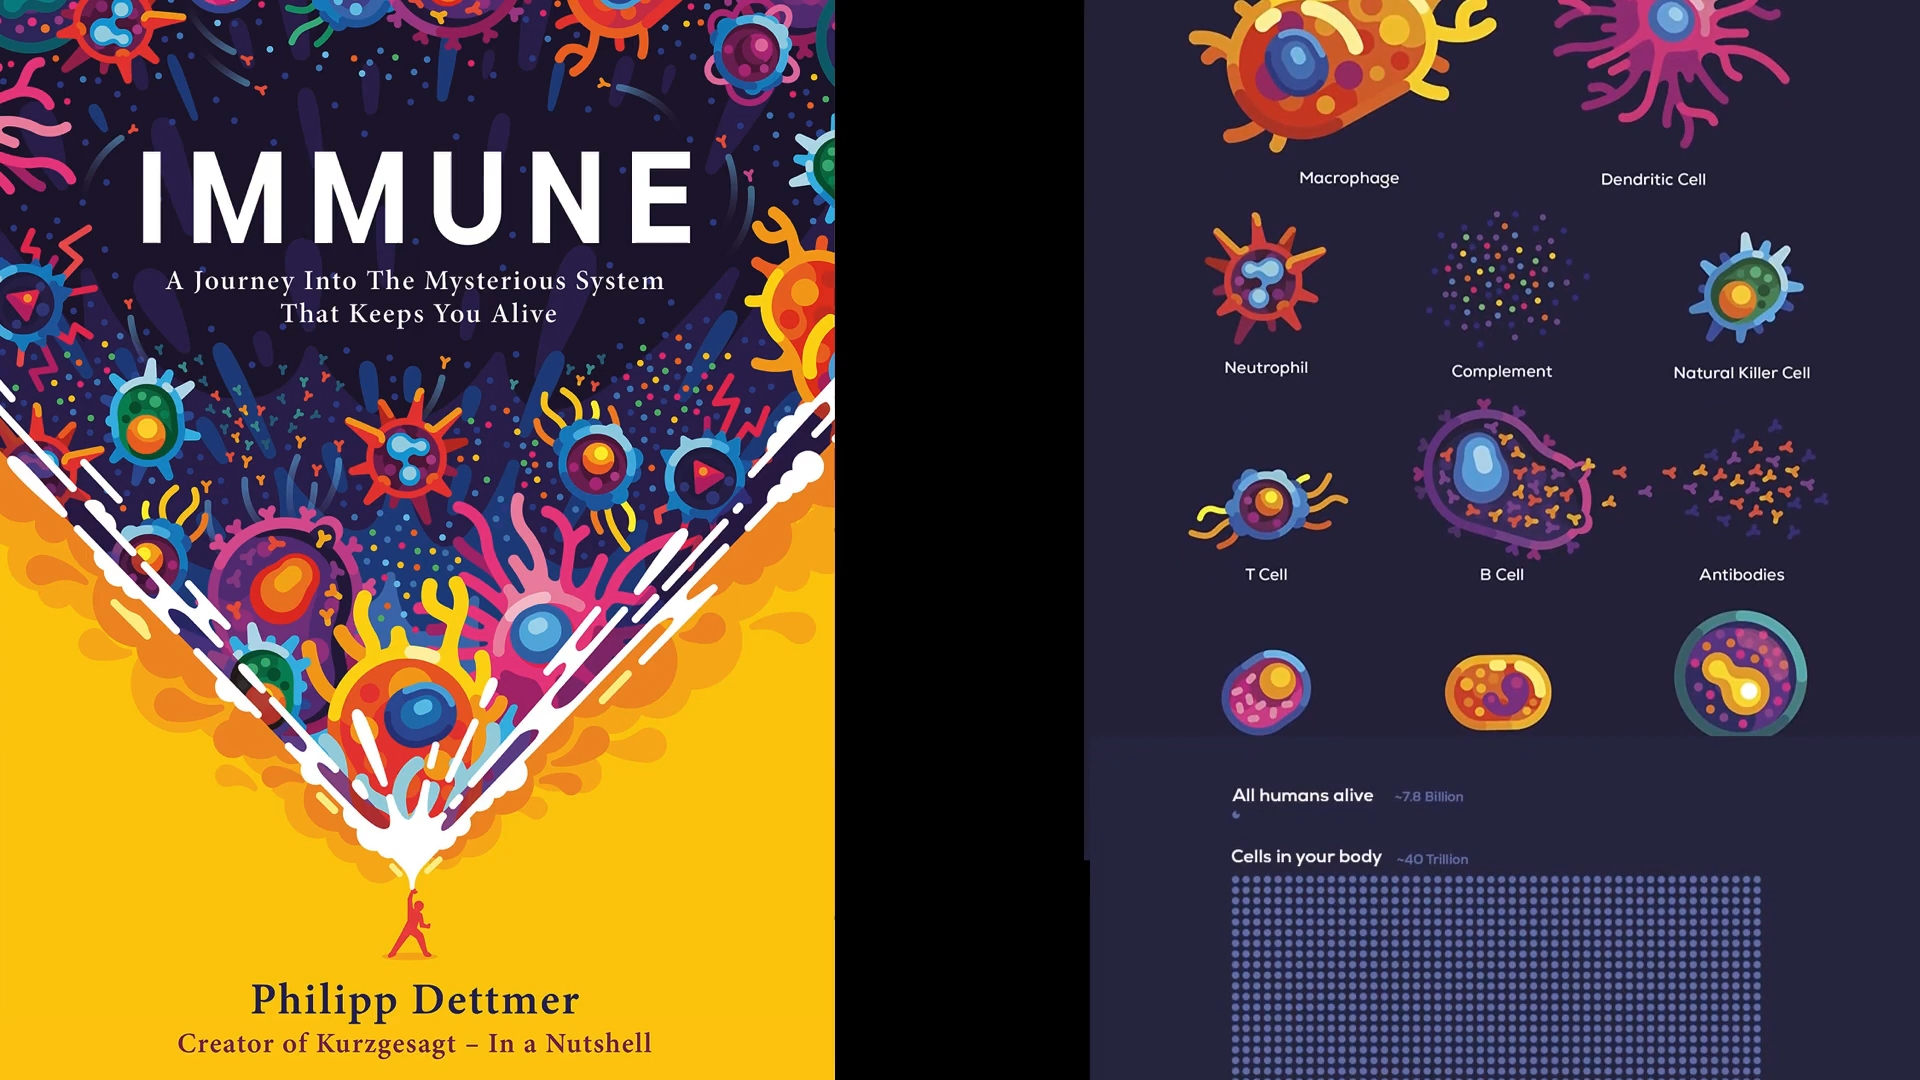 IMMUNE
A Journey Into The Mysterious System
That Keeps You Alive
Philipp Dettmer
Creator of Kurzgesagt – In a Nutshell
Macrophage
Dendritic Cell
Neutrophil
Complement
Natural Killer Cell
T Cell
B Cell
Antibodies
All humans alive ~7.8 Billion
Cells in your body ~40 Trillion